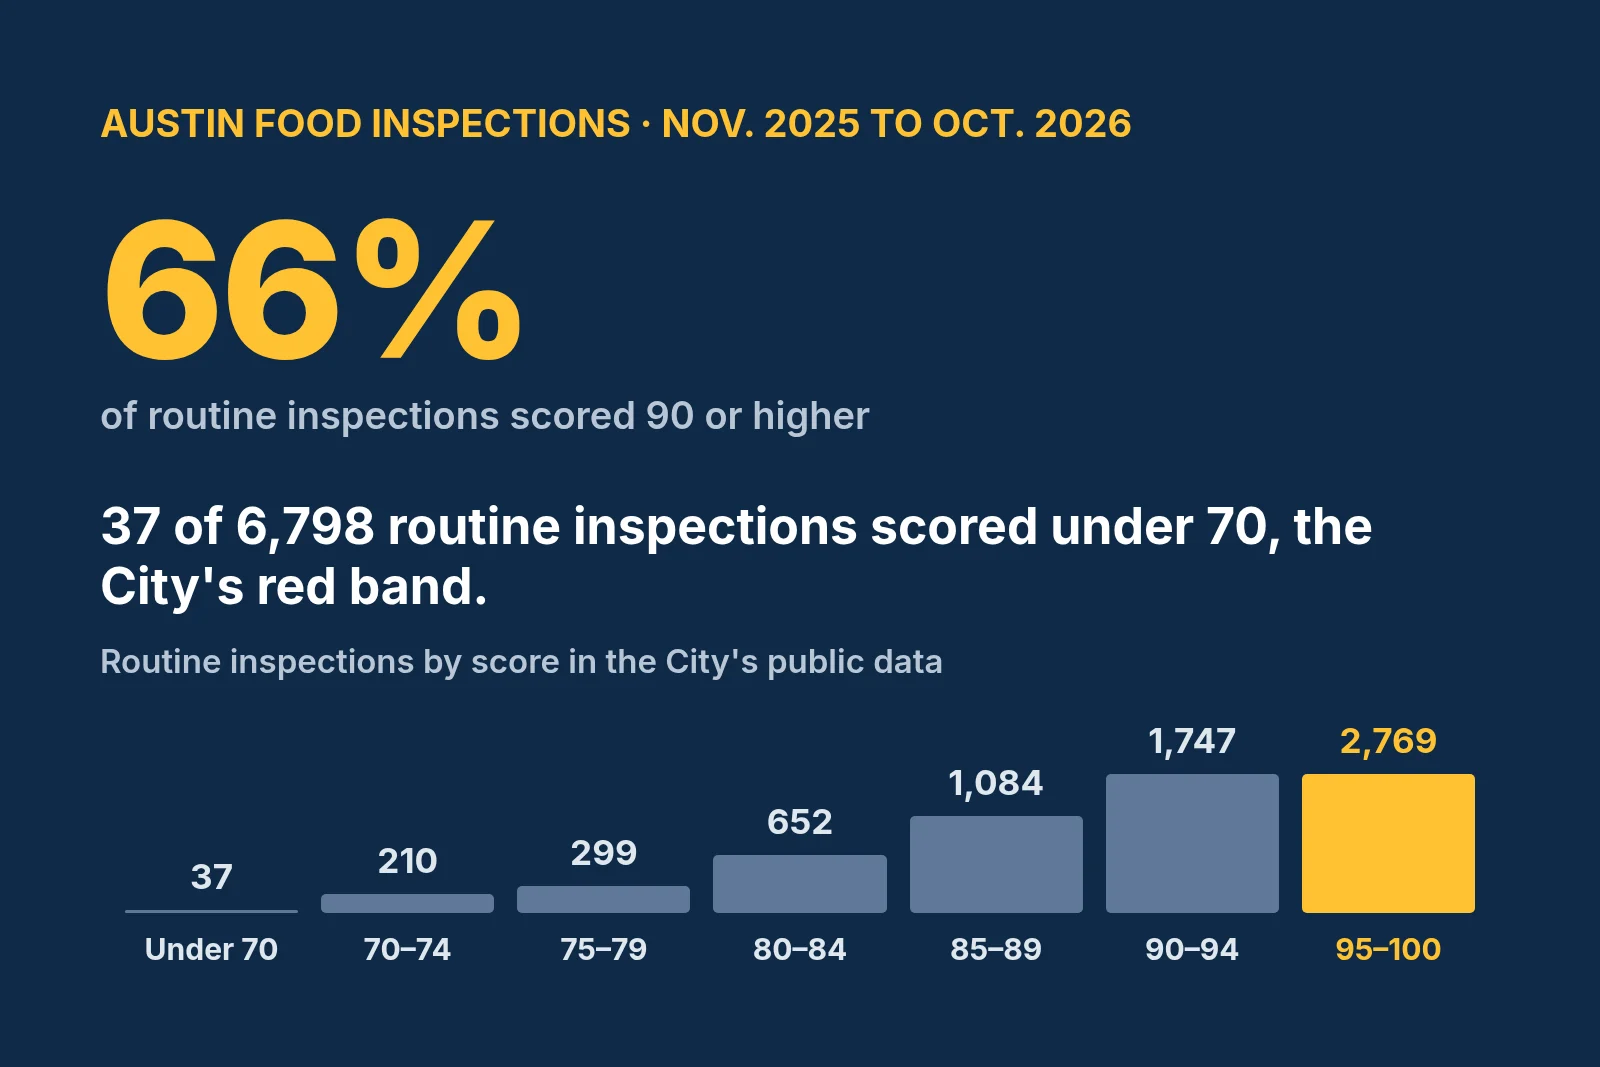 AUSTIN FOOD INSPECTIONS · NOV. 2025 TO OCT. 2026
66%
of routine inspections scored 90 or higher
37 of 6,798 routine inspections scored under 70, the
City's red band.
Routine inspections by score in the City's public data
37 210 299 652 1,084 1,747 2,769
Under 70 70–74 75–79 80–84 85–89 90–94 95–100